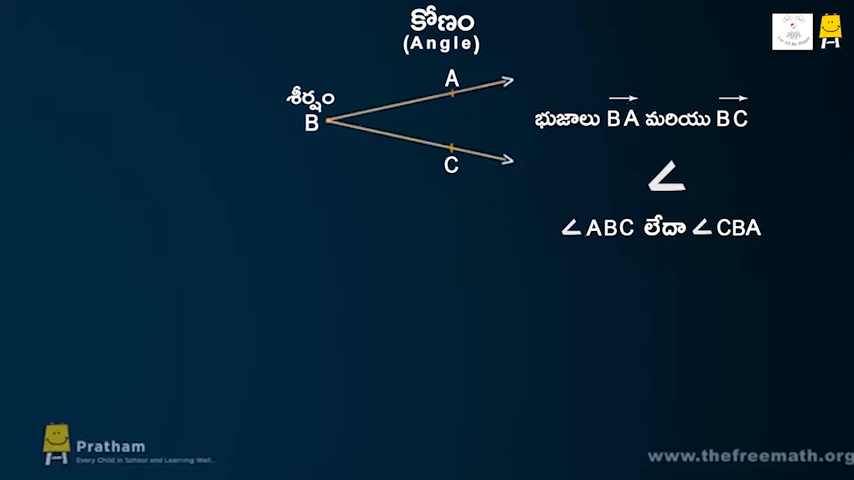 కోణం
(Angle)
A
శీర్షం
B
C
భుజాలు BA మరియు BC
∠
∠ABC లేదా ∠CBA
Pratham
Every Child in School and Learning Well...
www.thefreemath.org